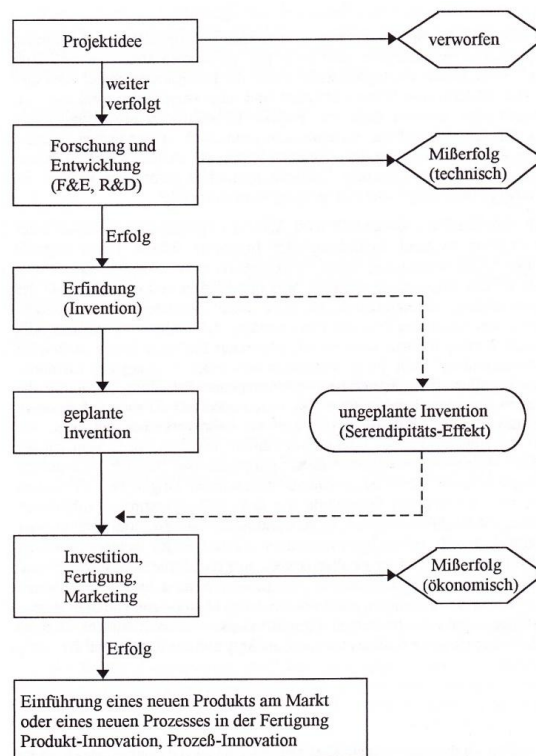 Projektidee
verworfen
weiter
verfolgt
Forschung und
Entwicklung
(F&E, R&D)
Mißerfolg
(technisch)
Erfolg
Erfindung
(Invention)
geplante
Invention
ungeplante Invention
(Serendipitäts-Effekt)
Investition,
Fertigung,
Marketing
Mißerfolg
(ökonomisch)
Erfolg
Einführung eines neuen Produkts am Markt
oder eines neuen Prozesses in der Fertigung
Produkt-Innovation, Prozeß-Innovation